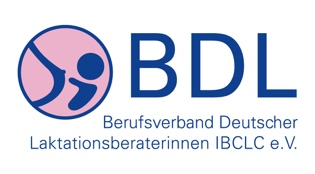 BDL
Berufsverband Deutscher
Laktationsberaterinnen IBCLC e.V.